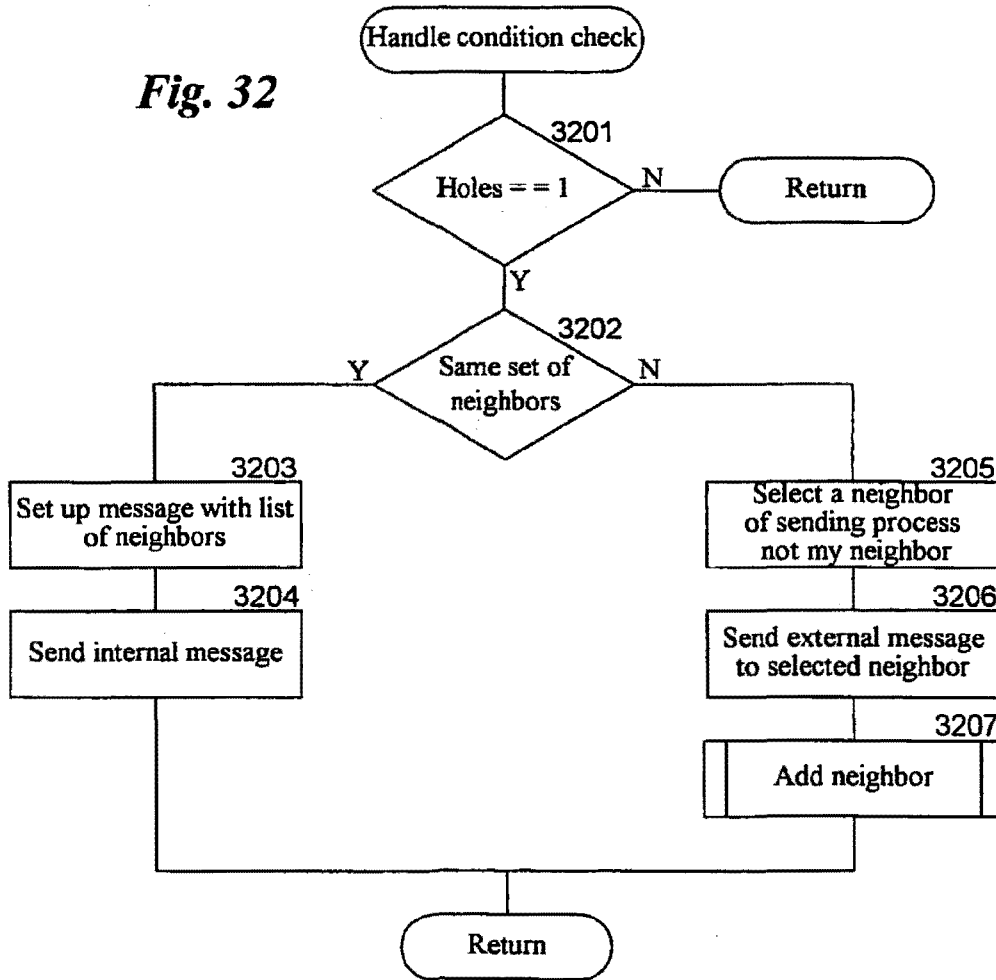 Handle condition check
Fig. 32
3201
Holes = = 1
N
Return
Y
3202
Same set of
neighbors
Y
N
3203
Set up message with list
of neighbors
3204
Send internal message
3205
Select a neighbor
of sending process
not my neighbor
3206
Send external message
to selected neighbor
3207
Add neighbor
Return